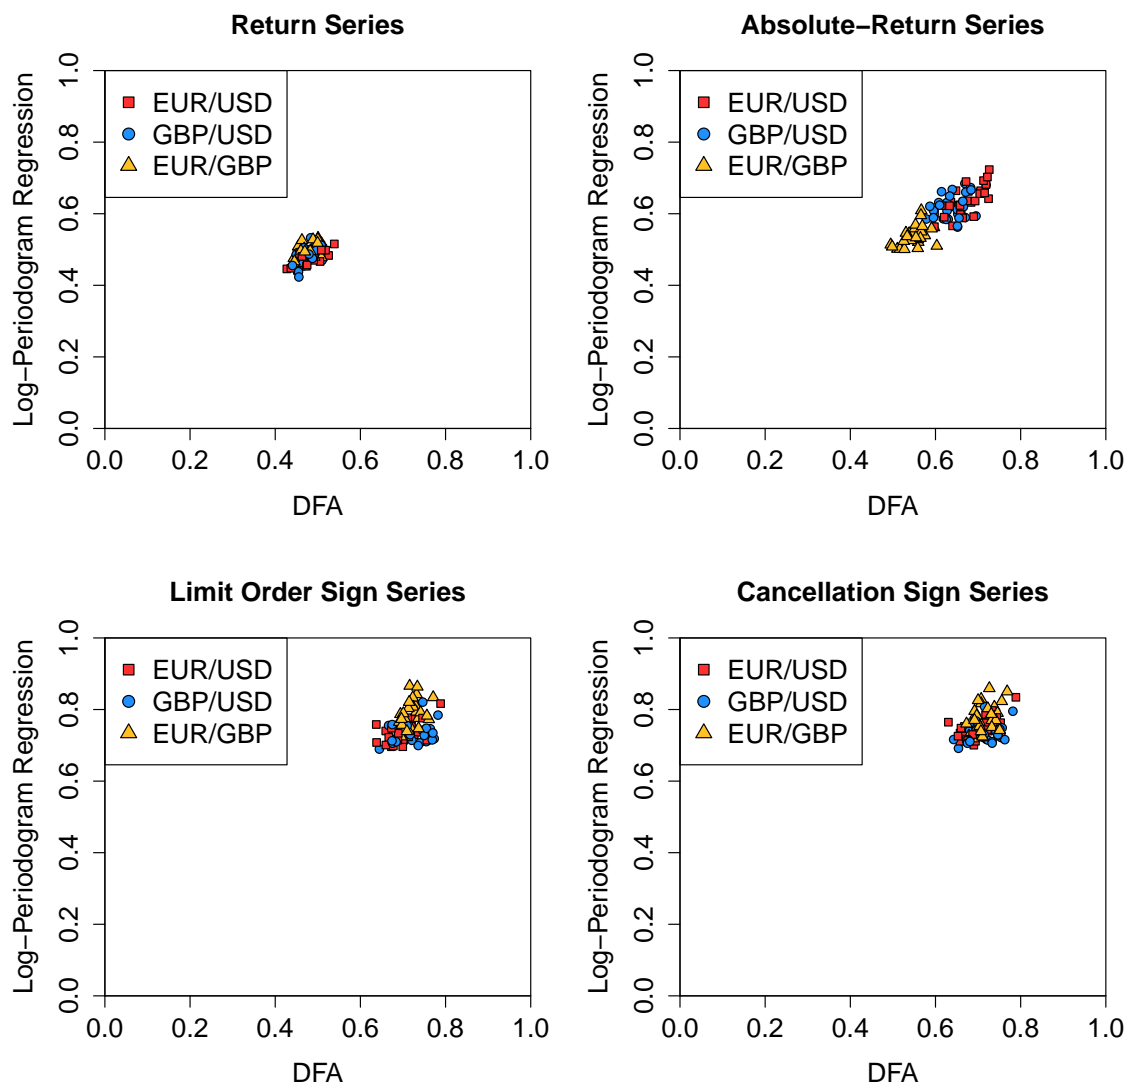 Return Series
Log−Periodogram Regression
1.0
0.8
0.6
0.4
0.2
0.0
EUR/USD
GBP/USD
EUR/GBP
0.0 0.2 0.4 0.6 0.8 1.0
DFA
Absolute−Return Series
Log−Periodogram Regression
1.0
0.8
0.6
0.4
0.2
0.0
EUR/USD
GBP/USD
EUR/GBP
0.0 0.2 0.4 0.6 0.8 1.0
DFA
Limit Order Sign Series
Log−Periodogram Regression
1.0
0.8
0.6
0.4
0.2
0.0
EUR/USD
GBP/USD
EUR/GBP
0.0 0.2 0.4 0.6 0.8 1.0
DFA
Cancellation Sign Series
Log−Periodogram Regression
1.0
0.8
0.6
0.4
0.2
0.0
EUR/USD
GBP/USD
EUR/GBP
0.0 0.2 0.4 0.6 0.8 1.0
DFA